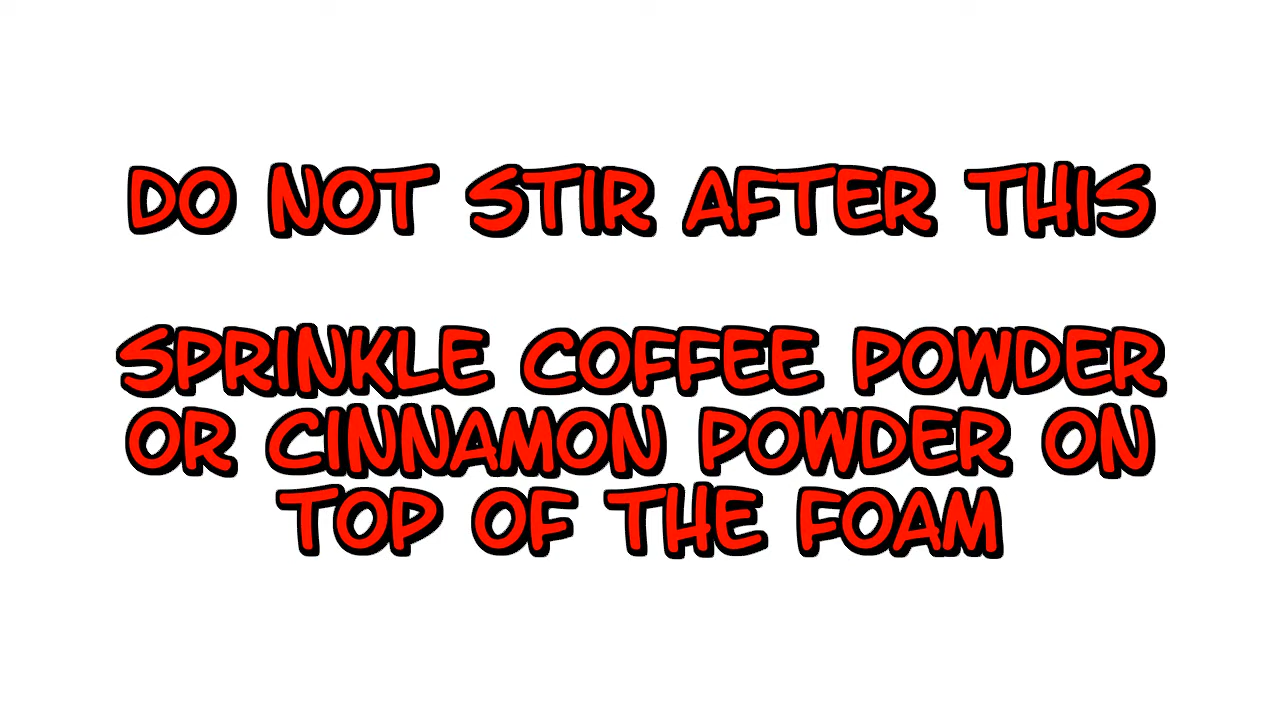 DO NOT STIR AFTER THIS
SPRINKLE COFFEE POWDER
OR CINNAMON POWDER ON
TOP OF THE FOAM